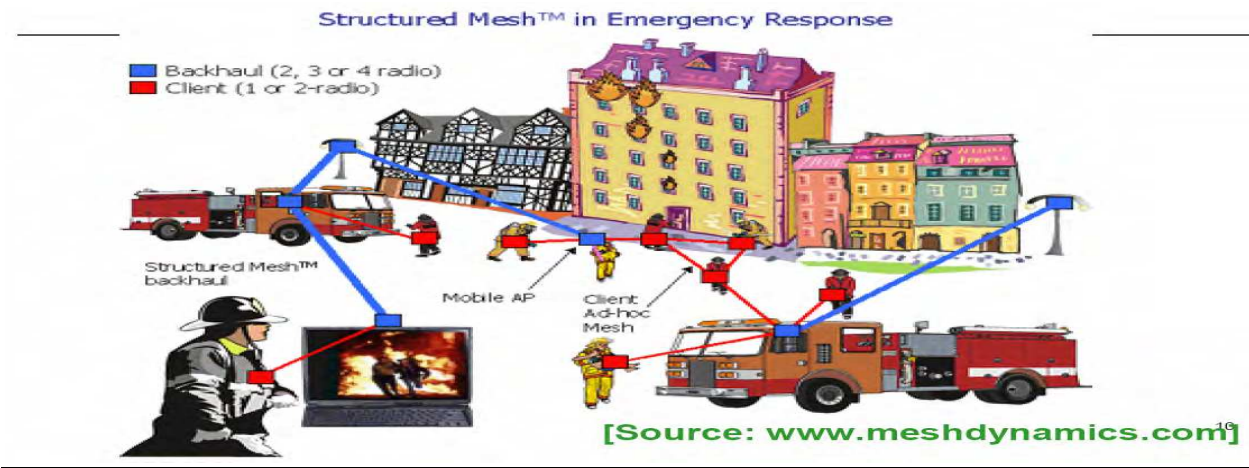 Structured Mesh™ in Emergency Response
Backhaul (2, 3 or 4 radio)
Client (1 or 2-radio)
Structured Mesh™
backhaul
Mobile AP
Client
Ad-hoc
Mesh
[Source: www.meshdynamics.com]